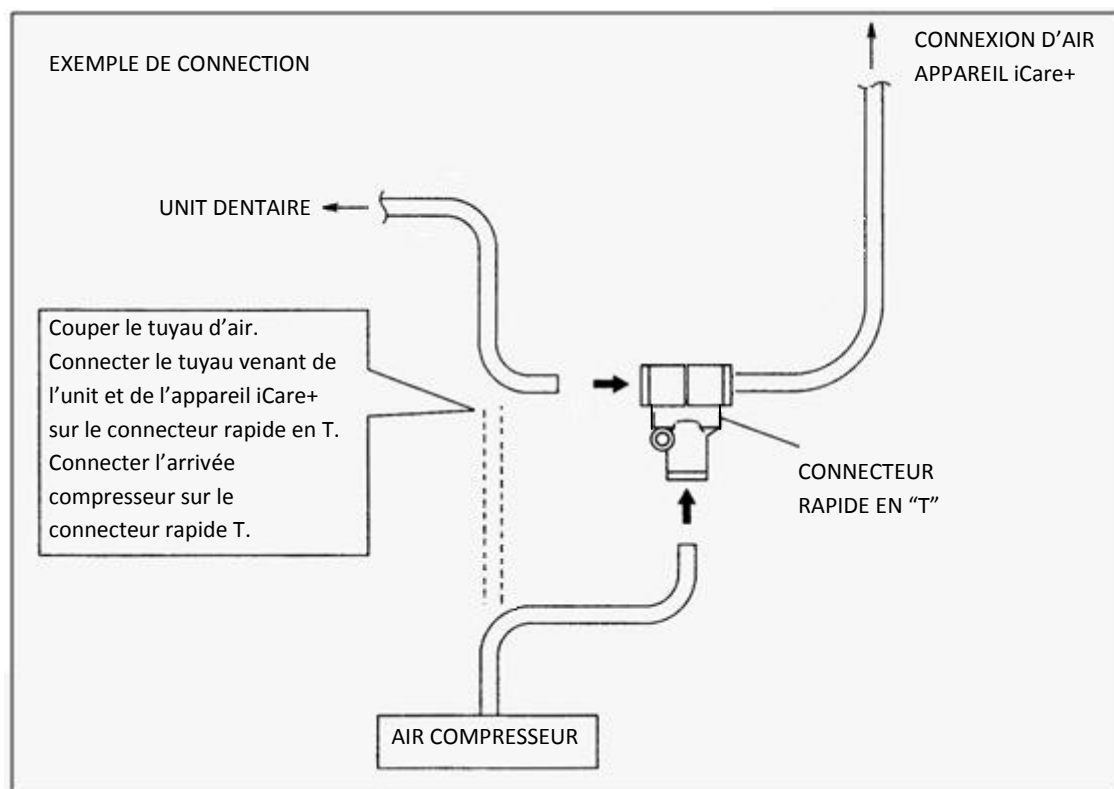 EXEMPLE DE CONNECTION
CONNEXION D’AIR
APPAREIL iCare+
UNIT DENTAIRE
Couper le tuyau d’air.
Connecter le tuyau venant de
l’unit et de l’appareil iCare+
sur le connecteur rapide en T.
Connecter l’arrivée
compresseur sur le
connecteur rapide T.
CONNECTEUR
RAPIDE EN “T”
AIR COMPRESSEUR